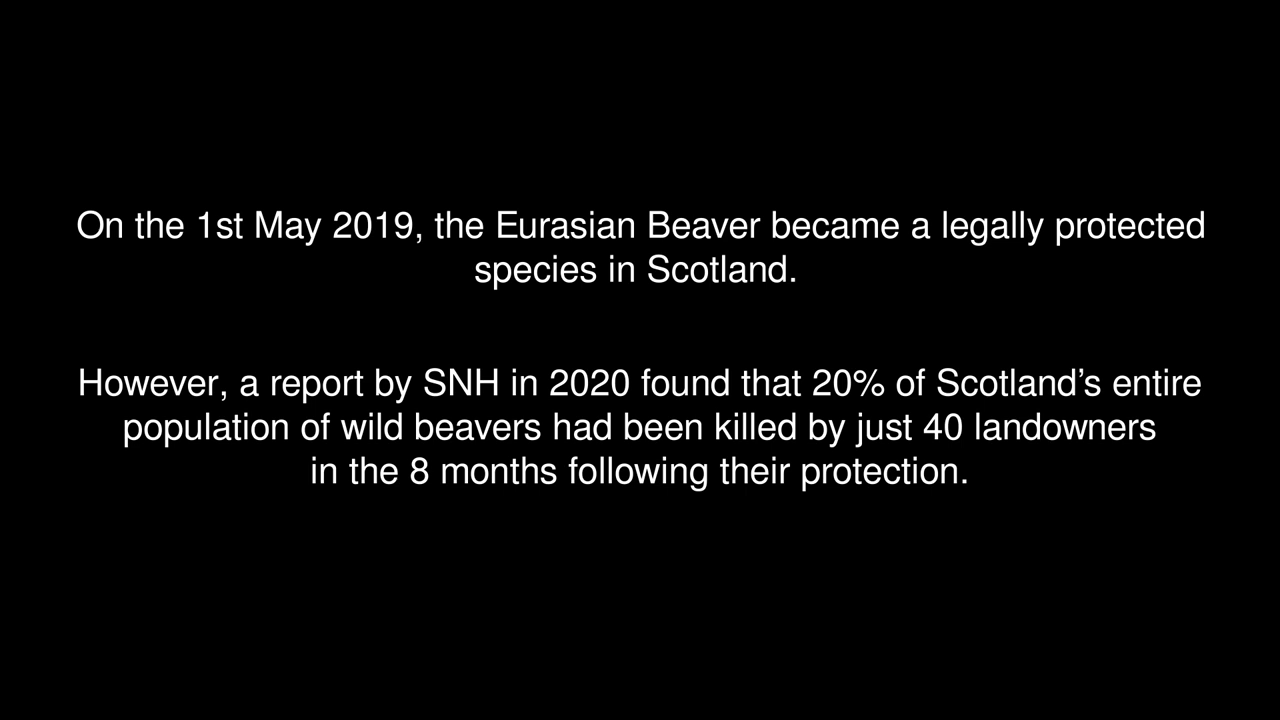 On the 1st May 2019, the Eurasian Beaver became a legally protected
species in Scotland.
However, a report by SNH in 2020 found that 20% of Scotland’s entire
population of wild beavers had been killed by just 40 landowners
in the 8 months following their protection.